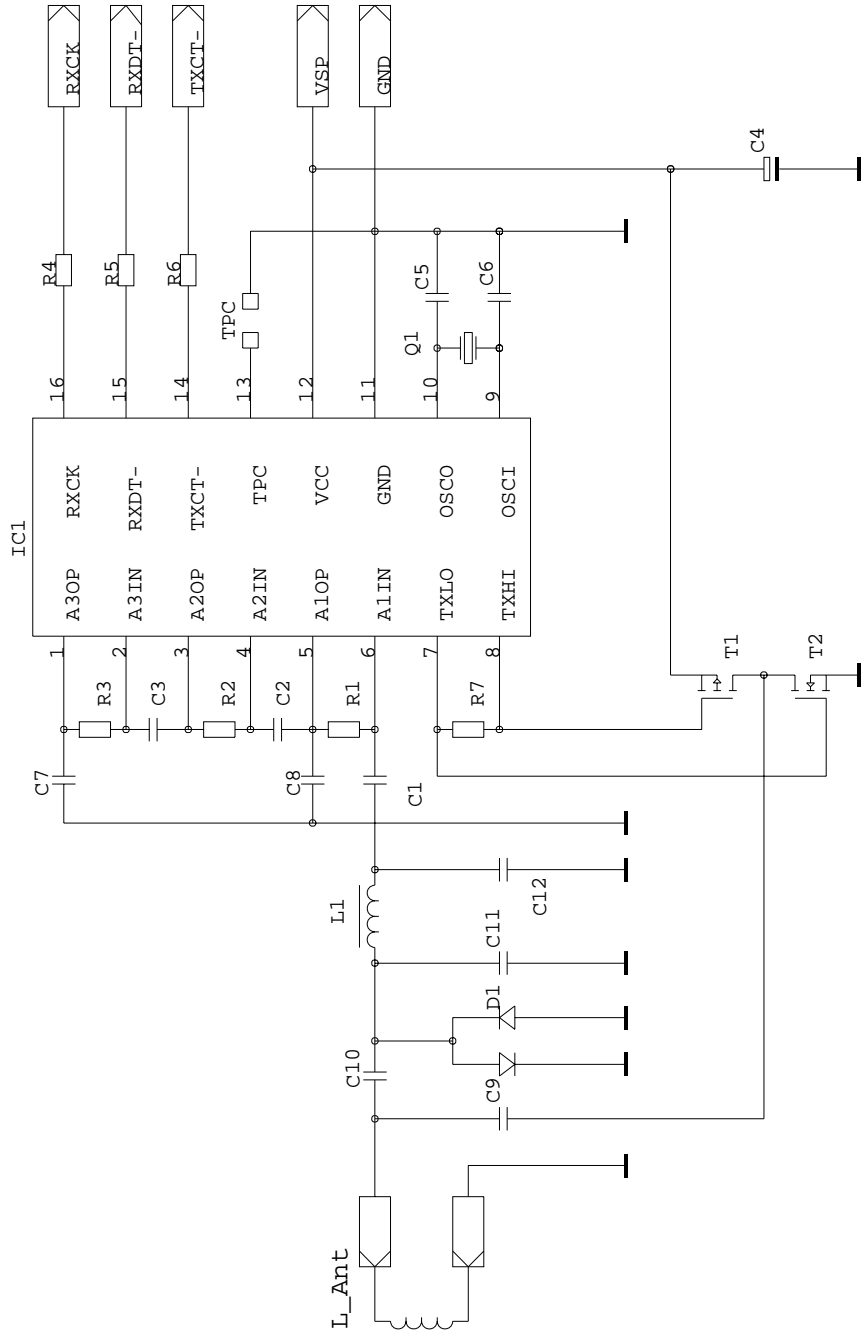 RXCK
RXDT-
TXCT-
VSP
GND
R4
R5
R6
TPC
C5
C6
Q1
C4
16
15
14
13
12
11
10
9
IC1
RXCK
RXDT-
TXCT-
TPC
VCC
GND
OSCO
OSCI
A3OP
A3IN
A2OP
A2IN
A1OP
A1IN
TXLO
TXHI
1
2
3
4
5
6
7
8
R3
C3
R2
C2
R1
R7
T1
T2
C7
C8
C1
L1
C12
C11
D1
C10
C9
L_Ant